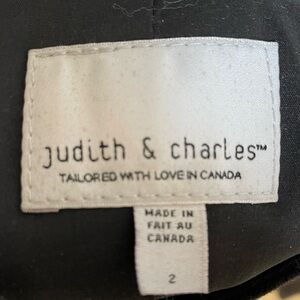 judith & charles™
TAILORED WITH LOVE IN CANADA
MADE IN
FAIT AU
CANADA
2